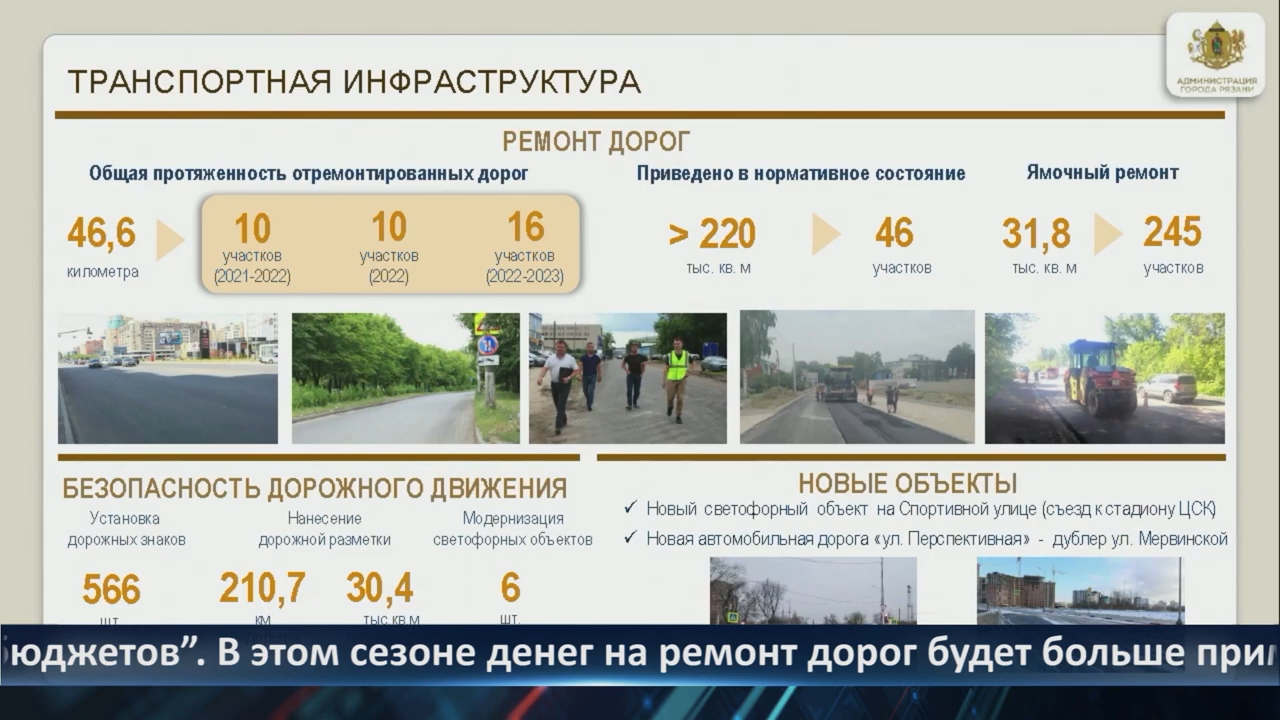 АДМИНИСТРАЦИЯ
ГОРОДА РЯЗАНИ
ТРАНСПОРТНАЯ ИНФРАСТРУКТУРА
РЕМОНТ ДОРОГ
Общая протяженность отремонтированных дорог
46,6
километра
10
участков
(2021-2022)
10
участков
(2022)
16
участков
(2022-2023)
Приведено в нормативное состояние
> 220
тыс. кв. м
46
участков
Ямочный ремонт
31,8
тыс. кв. м
245
участков
БЕЗОПАСНОСТЬ ДОРОЖНОГО ДВИЖЕНИЯ
Установка
дорожных знаков
566
шт.
Нанесение
дорожной разметки
210,7
км
30,4
тыс.кв.м
Модернизация
светофорных объектов
6
шт.
НОВЫЕ ОБЪЕКТЫ
✓ Новый светофорный объект на Спортивной улице (съезд к стадиону ЦСК)
✓ Новая автомобильная дорога «ул. Перспективная» - дублер ул. Мервинской
бюджетов”. В этом сезоне денег на ремонт дорог будет больше